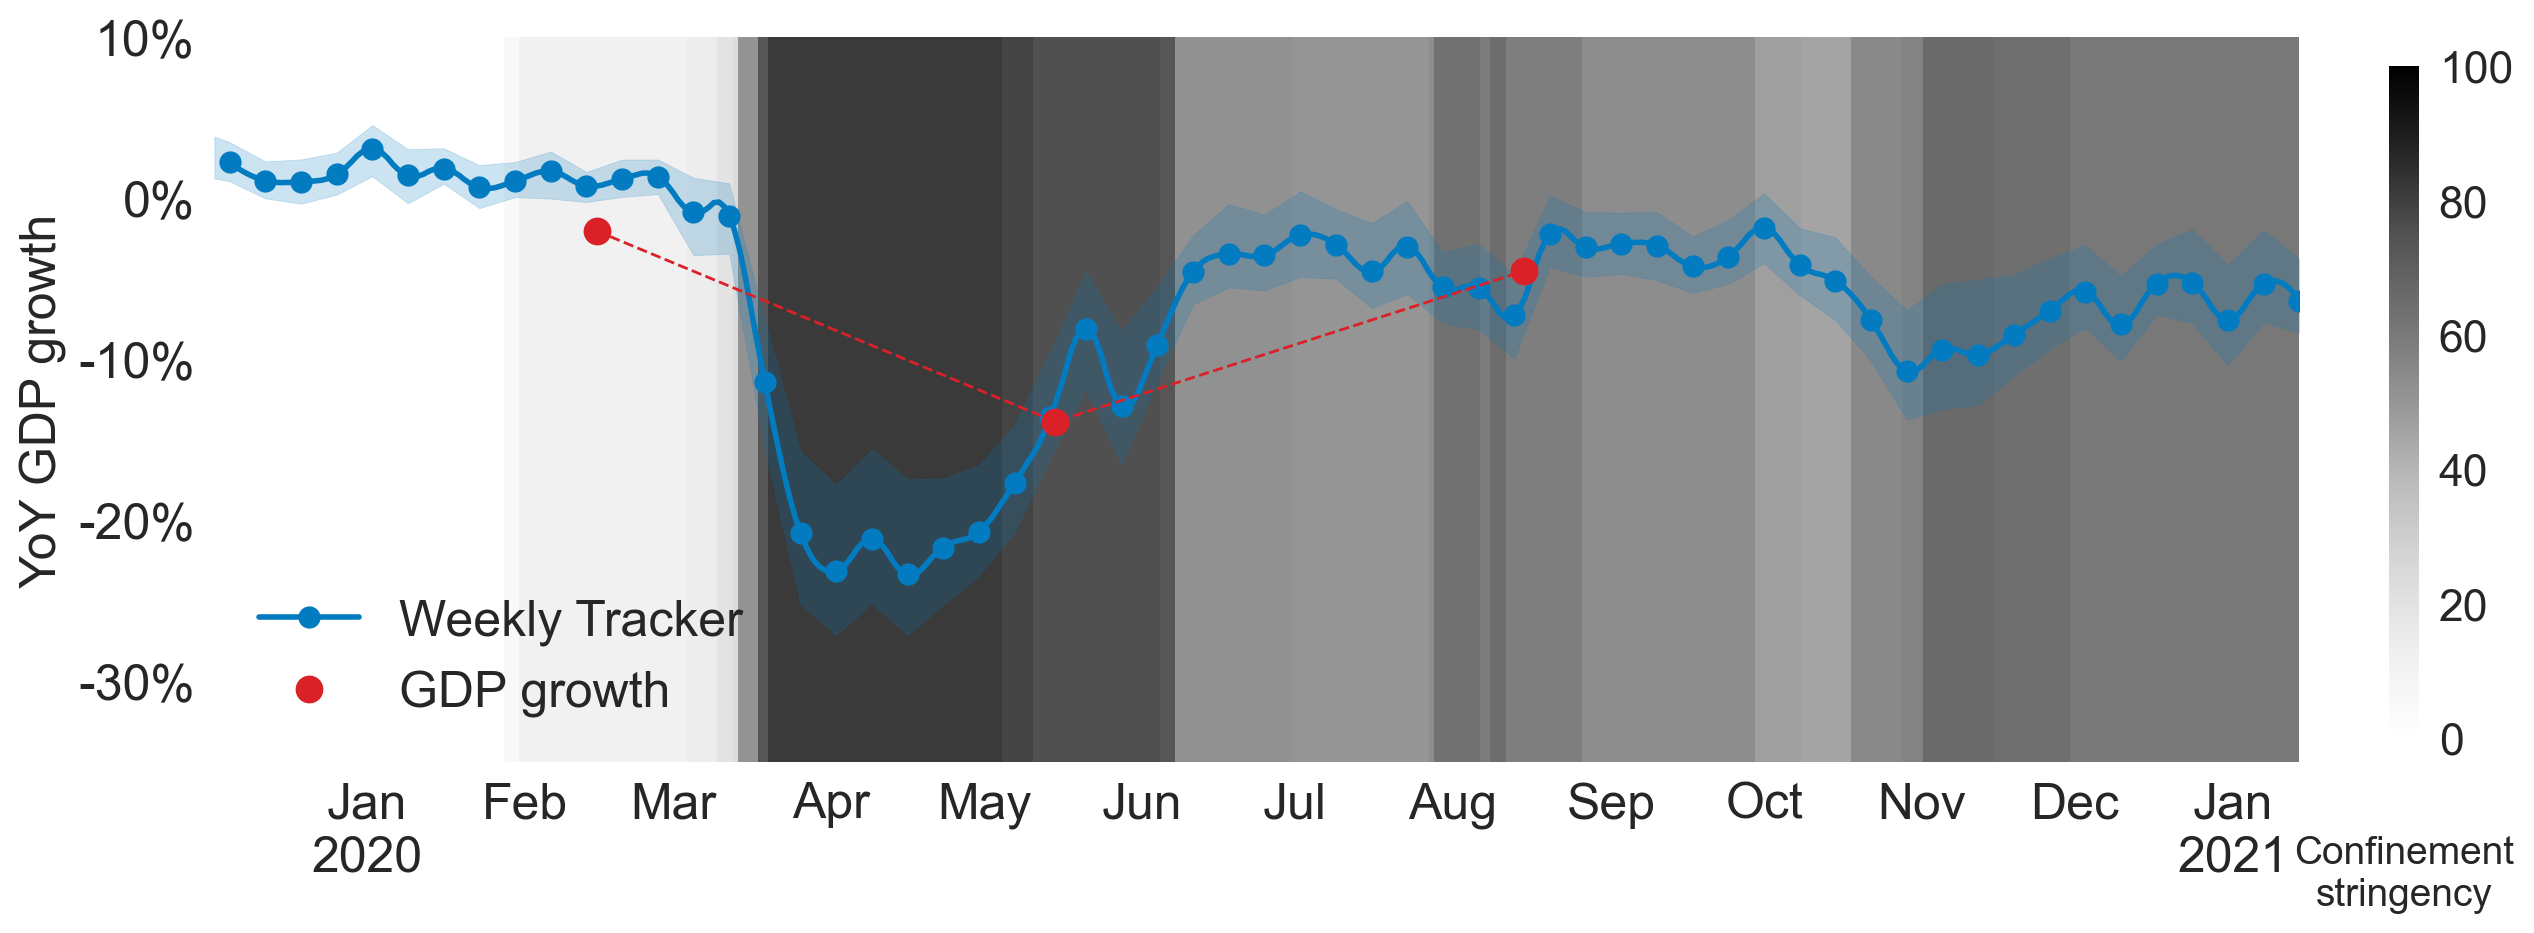 10%
0%
-10%
-20%
-30%
YoY GDP growth
Weekly Tracker
GDP growth
Jan
2020
Feb
Mar
Apr
May
Jun
Jul
Aug
Sep
Oct
Nov
Dec
Jan
2021
100
80
60
40
20
0
Confinement
stringency